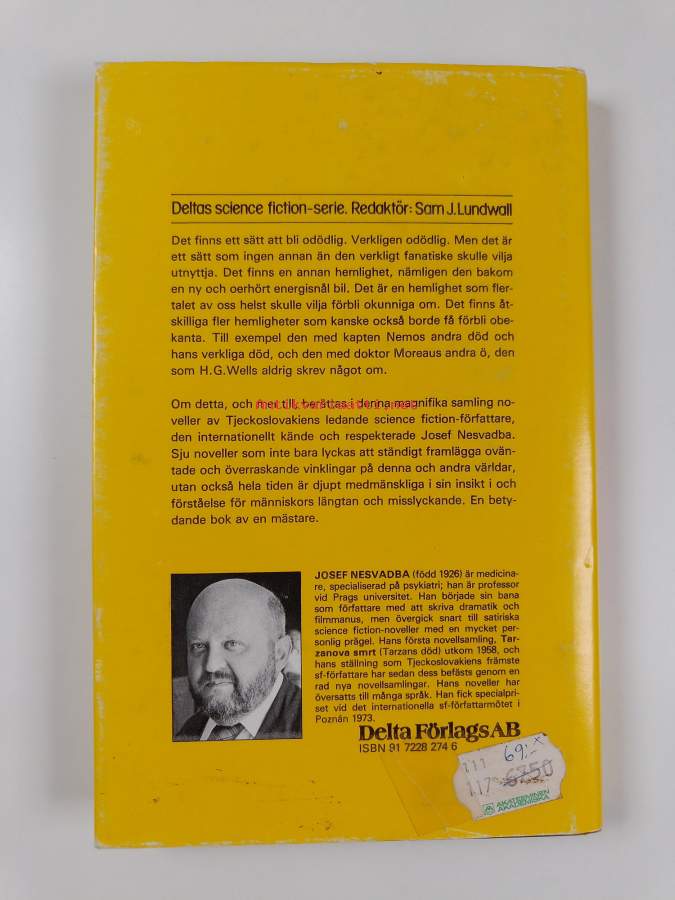 Deltas science fiction-serie. Redaktör: Sam J. Lundwall
Det finns ett sätt att bli odödlig. Verkligen odödlig. Men det är
ett sätt som ingen annan än den verkligt fanatiske skulle vilja
utnyttja. Det finns en annan hemlighet, nämligen den bakom
en ny och oerhört energisnål bil. Det är en hemlighet som fler-
talet av oss helst skulle vilja förbli okunniga om. Det finns åt-
skilliga fler hemligheter som kanske också borde få förbli obe-
kanta. Till exempel den med kapten Nemos andra död och
hans verkliga död, och den med doktor Moreaus andra ö, den
som H.G.Wells aldrig skrev något om.
Om detta, och mer till, berättas i denna magnifika samling no-
veller av Tjeckoslovakiens ledande science fiction-författare,
den internationellt kände och respekterade Josef Nesvadba.
Sju noveller som inte bara lyckas att ständigt framlägga ovän-
tade och överraskande vinklingar på denna och andra världar,
utan också hela tiden är djupt medmänskliga i sin insikt i och
förståelse för människors längtan och misslyckande. En bety-
dande bok av en mästare.
JOSEF NESVADBA (född 1926) är medicina-
re, specialiserad på psykiatri; han är professor
vid Prags universitet. Han började sin bana
som författare med att skriva dramatik och
filmmanus, men övergick snart till satiriska
science fiction-noveller med en mycket per-
sonlig prägel. Hans första novellsamling, Tar-
zanova smrt (Tarzans död) utkom 1958, och
hans ställning som Tjeckoslovakiens främste
sf-författare har sedan dess befästs genom en
rad nya novellsamlingar. Hans noveller har
översatts till många språk. Han fick specialpri-
set vid det internationella sf-författarmötet i
Poznán 1973.
Delta Förlags AB
ISBN 91 7228 274 6
111 69:-
117 6250
AKATEEMINEN
AKADEMISKA